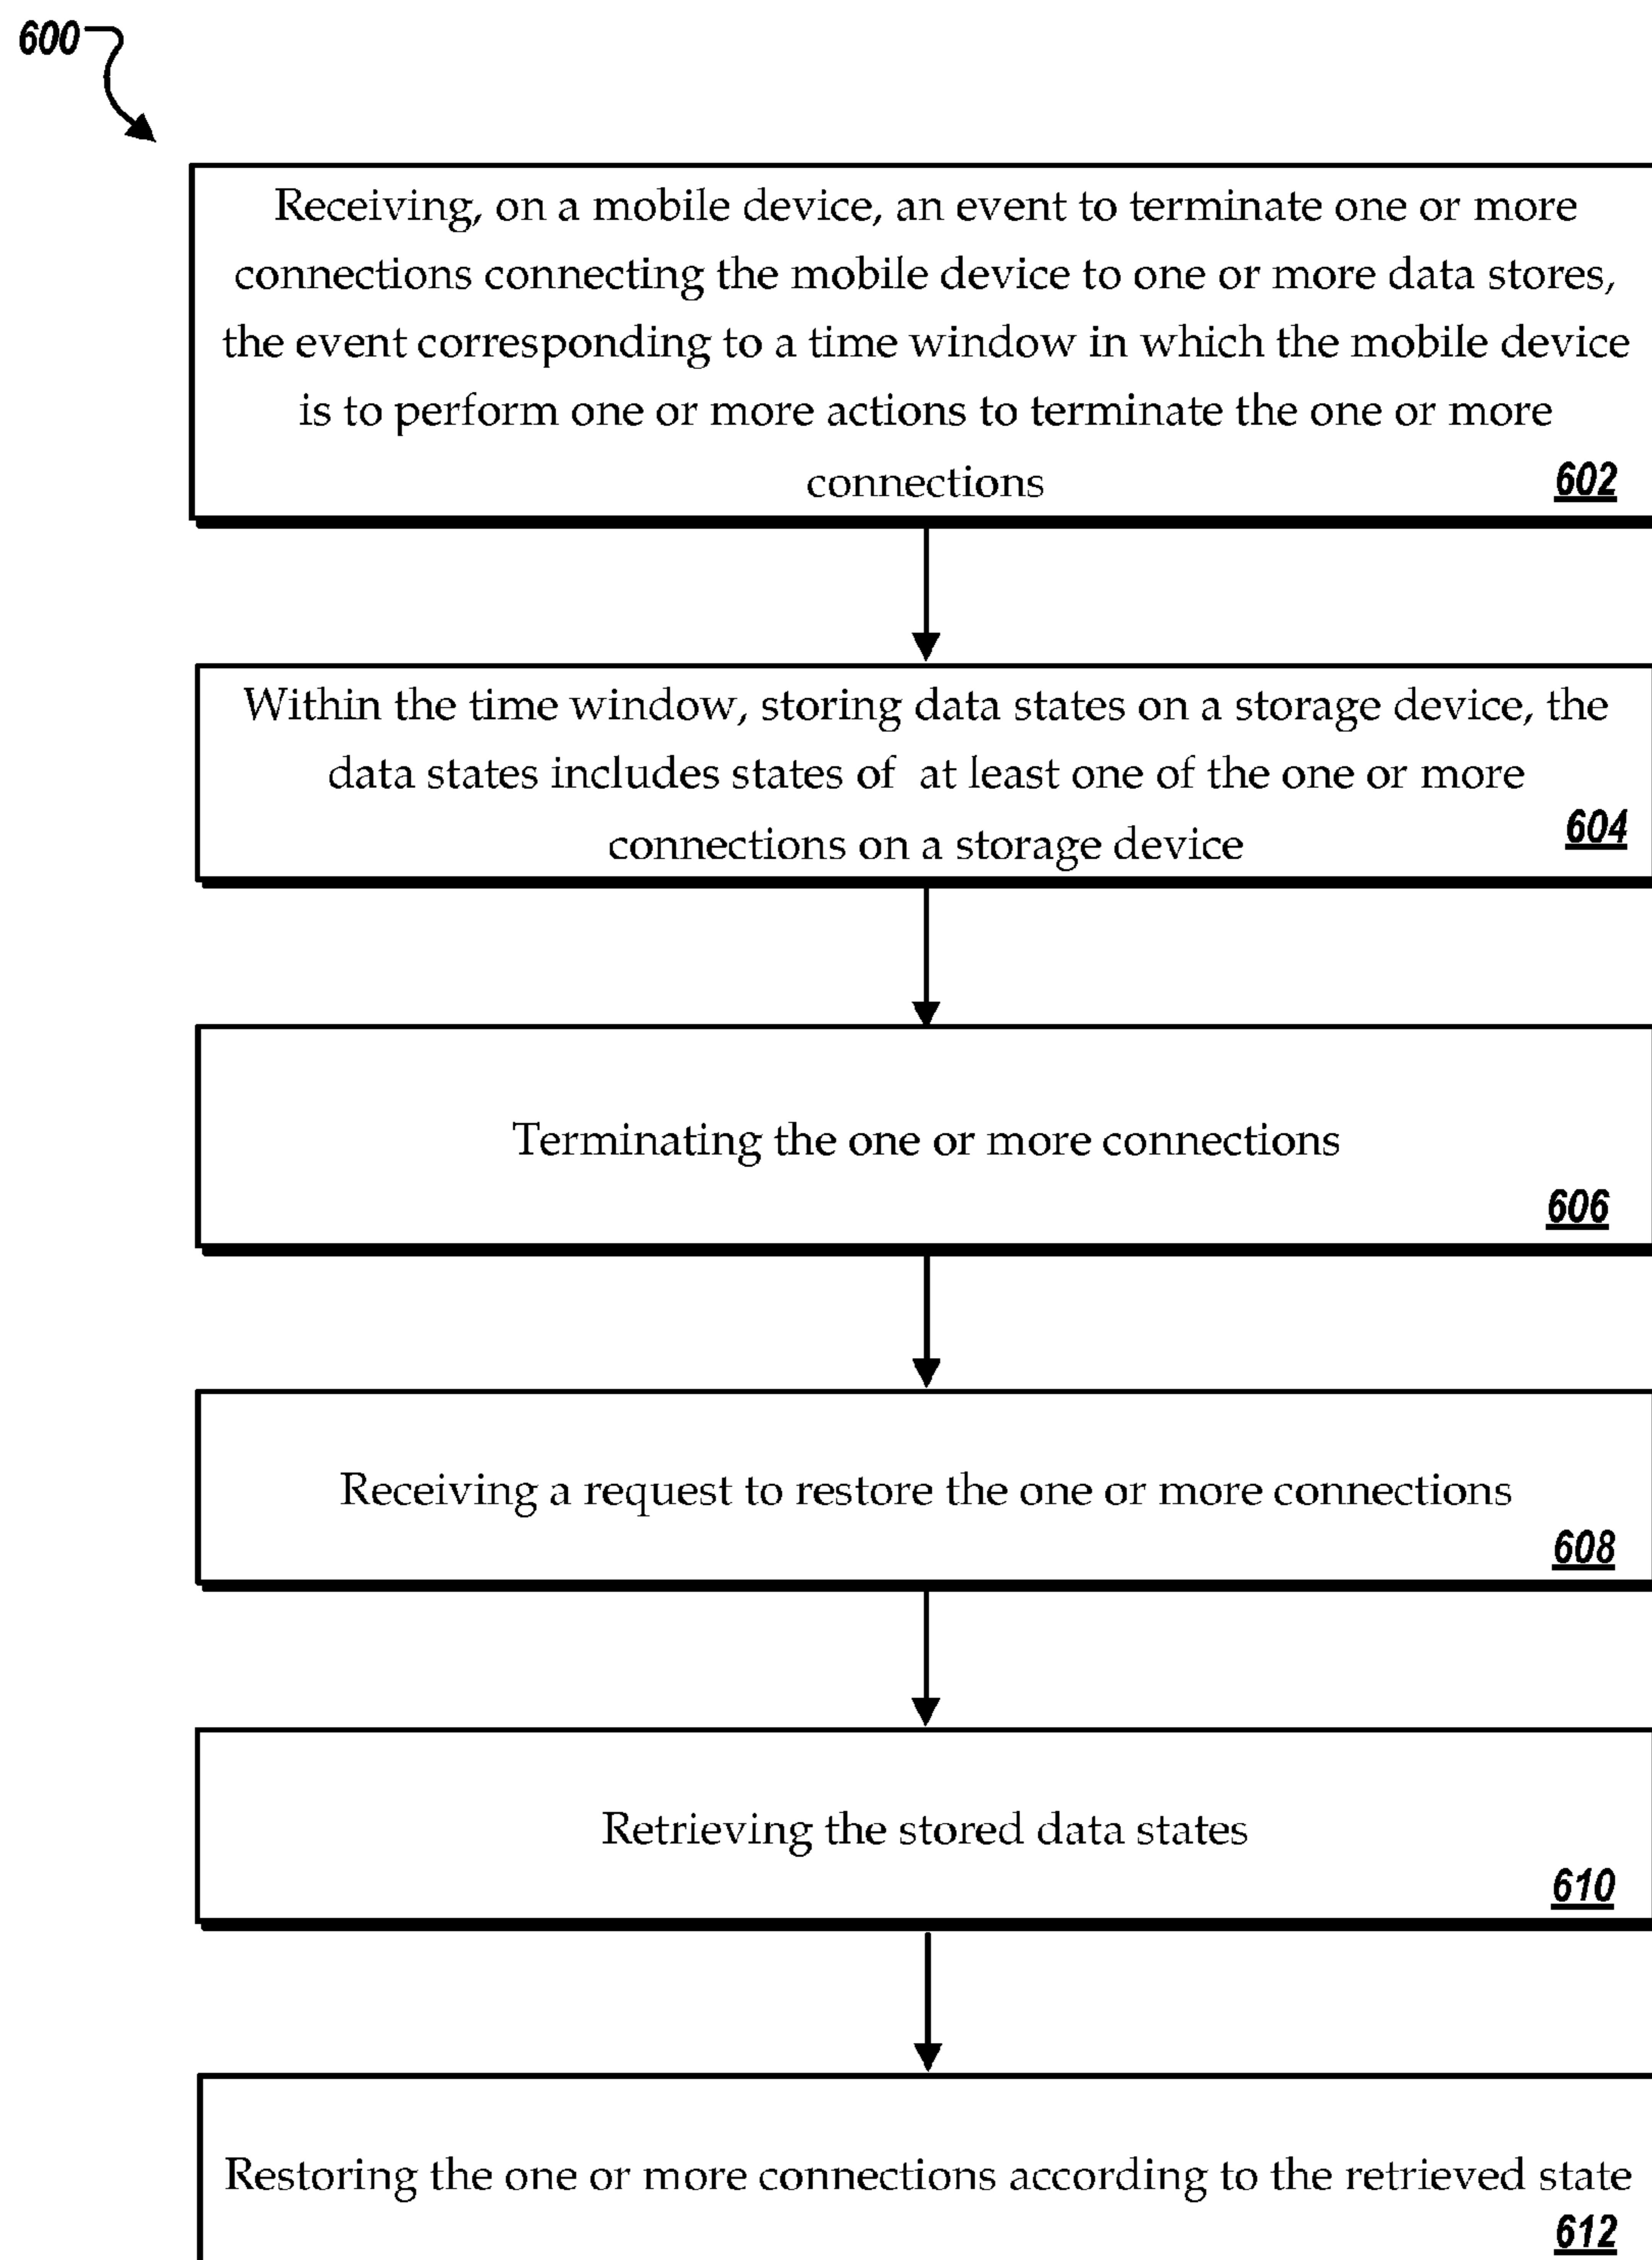 600
Receiving, on a mobile device, an event to terminate one or more
connections connecting the mobile device to one or more data stores,
the event corresponding to a time window in which the mobile device
is to perform one or more actions to terminate the one or more
connections
602
Within the time window, storing data states on a storage device, the
data states includes states of at least one of the one or more
connections on a storage device
604
Terminating the one or more connections
606
Receiving a request to restore the one or more connections
608
Retrieving the stored data states
610
Restoring the one or more connections according to the retrieved state
612